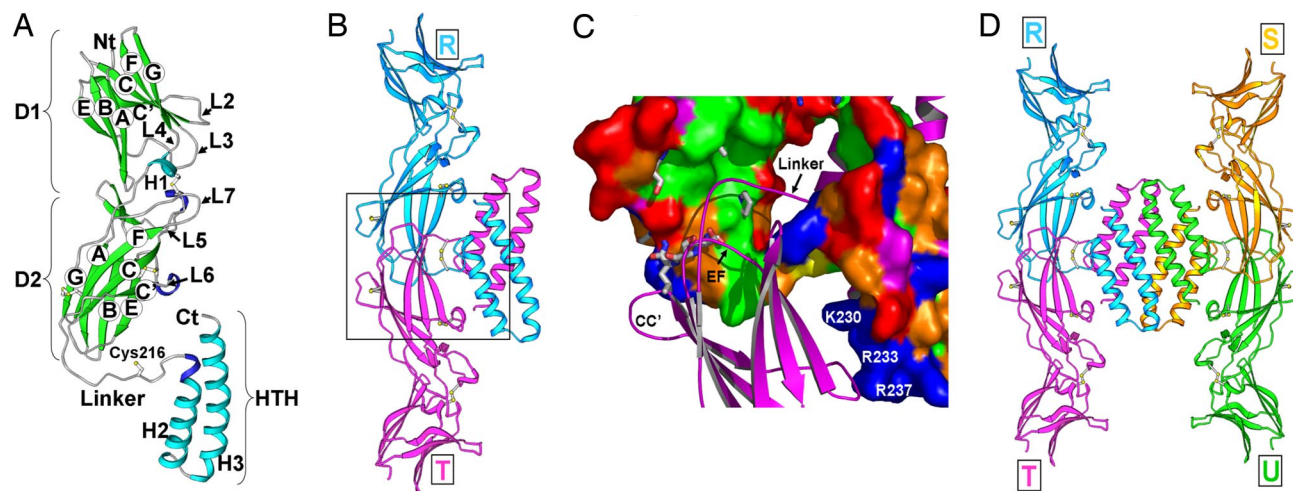 A
Nt
F
G
C
D1
E
B
A
C'
L2
L4
L3
H1
L7
F
L5
A
D2
G
C
L6
C'
B
E
Ct
Cys216
Linker
HTH
H2
H3
B
R
T
C
Linker
EF
CC'
K230
R233
R237
D
R
S
T
U